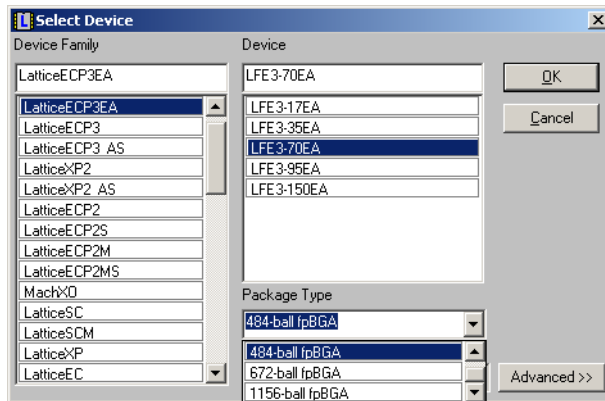 Select Device
Device Family
LatticeECP3EA
LatticeECP3EA
LatticeECP3
LatticeECP3 AS
LatticeXP2
LatticeXP2 AS
LatticeECP2
LatticeECP2S
LatticeECP2M
LatticeECP2MS
MachXO
LatticeSC
LatticeSCM
LatticeXP
LatticeEC
Device
LFE3-70EA
LFE3-17EA
LFE3-35EA
LFE3-70EA
LFE3-95EA
LFE3-150EA
Package Type
484-ball fpBGA
484-ball fpBGA
672-ball fpBGA
1156-ball fpBGA
OK
Cancel
Advanced >>